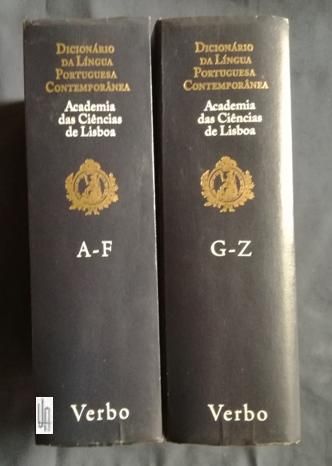 Dicionário
da Língua
Portuguesa
Contemporânea
Academia
das Ciências
de Lisboa
A-F
Verbo
Dicionário
da Língua
Portuguesa
Contemporânea
Academia
das Ciências
de Lisboa
G-Z
Verbo